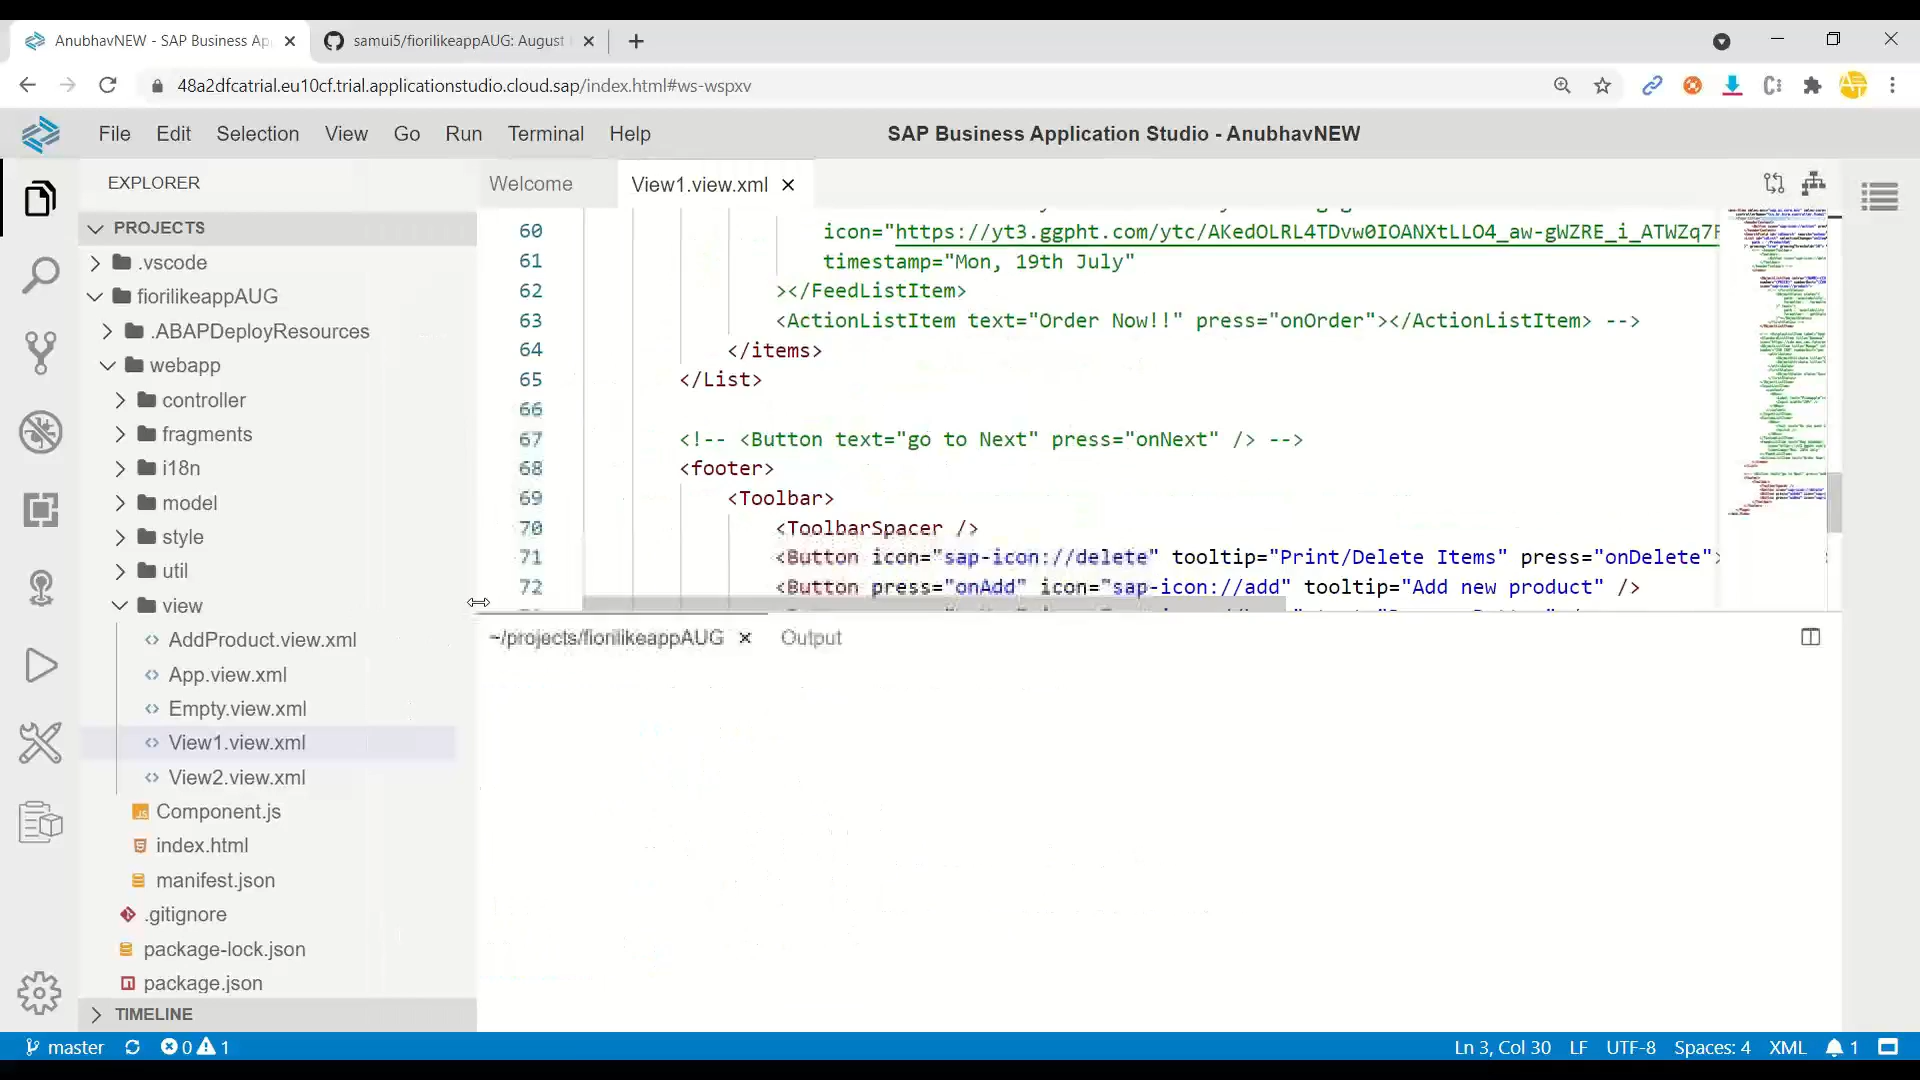 AnubhavNEW - SAP Business Ap
samui5/fiorilikeappAUG: August
48a2dfcatrial.eu10cf.trial.applicationstudio.cloud.sap/index.html#ws-wspxv
File Edit Selection View Go Run Terminal Help
SAP Business Application Studio - AnubhavNEW
EXPLORER
Welcome
View1.view.xml
PROJECTS
.vscode
fiorilikeappAUG
.ABAPDeployResources
webapp
controller
fragments
i18n
model
style
util
view
AddProduct.view.xml
App.view.xml
Empty.view.xml
View1.view.xml
View2.view.xml
Component.js
index.html
manifest.json
.gitignore
package-lock.json
package.json
TIMELINE
60 icon="https://yt3.ggpht.com/ytc/AKedOLRL4TDvw0IOANXtLLO4_aw-gWZRE_i_ATWZq7F
61 timestamp="Mon, 19th July"
62 ></FeedListItem>
63 <ActionListItem text="Order Now!!" press="onOrder"></ActionListItem> -->
64 </items>
65 </List>
66
67 <!-- <Button text="go to Next" press="onNext" /> -->
68 <footer>
69 <Toolbar>
70 <ToolbarSpacer />
71 <Button icon="sap-icon://delete" tooltip="Print/Delete Items" press="onDelete">
72 <Button press="onAdd" icon="sap-icon://add" tooltip="Add new product" />
~/projects/fiorilikeappAUG
Output
master 0 1
Ln 3, Col 30 LF UTF-8 Spaces: 4 XML 1